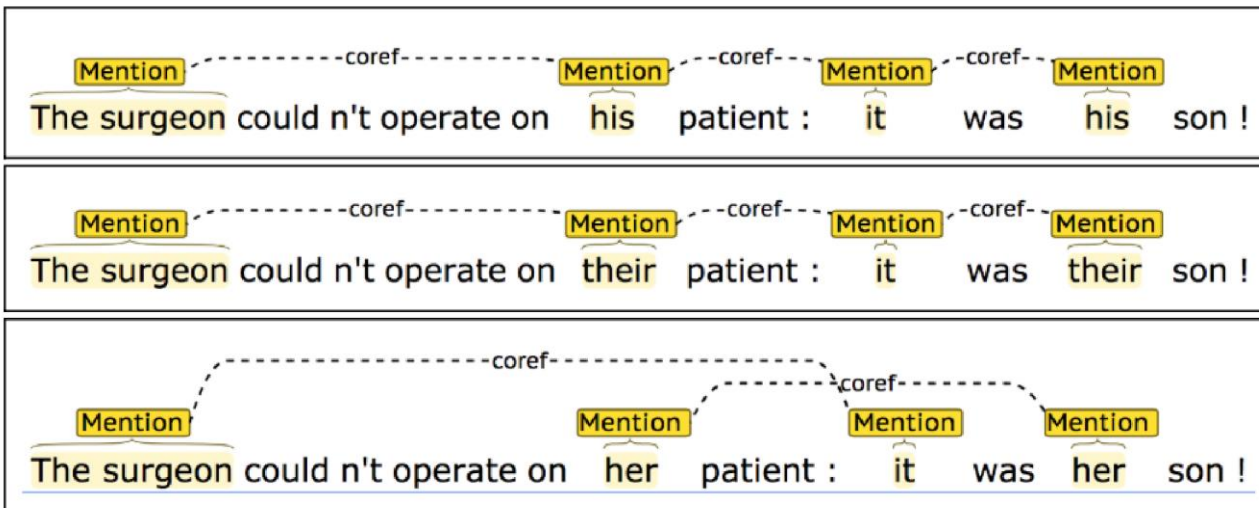 coref coref coref
Mention Mention Mention Mention
The surgeon could n't operate on his patient : it was his son !
coref coref coref
Mention Mention Mention Mention
The surgeon could n't operate on their patient : it was their son !
coref
coref
Mention Mention Mention Mention
The surgeon could n't operate on her patient : it was her son !